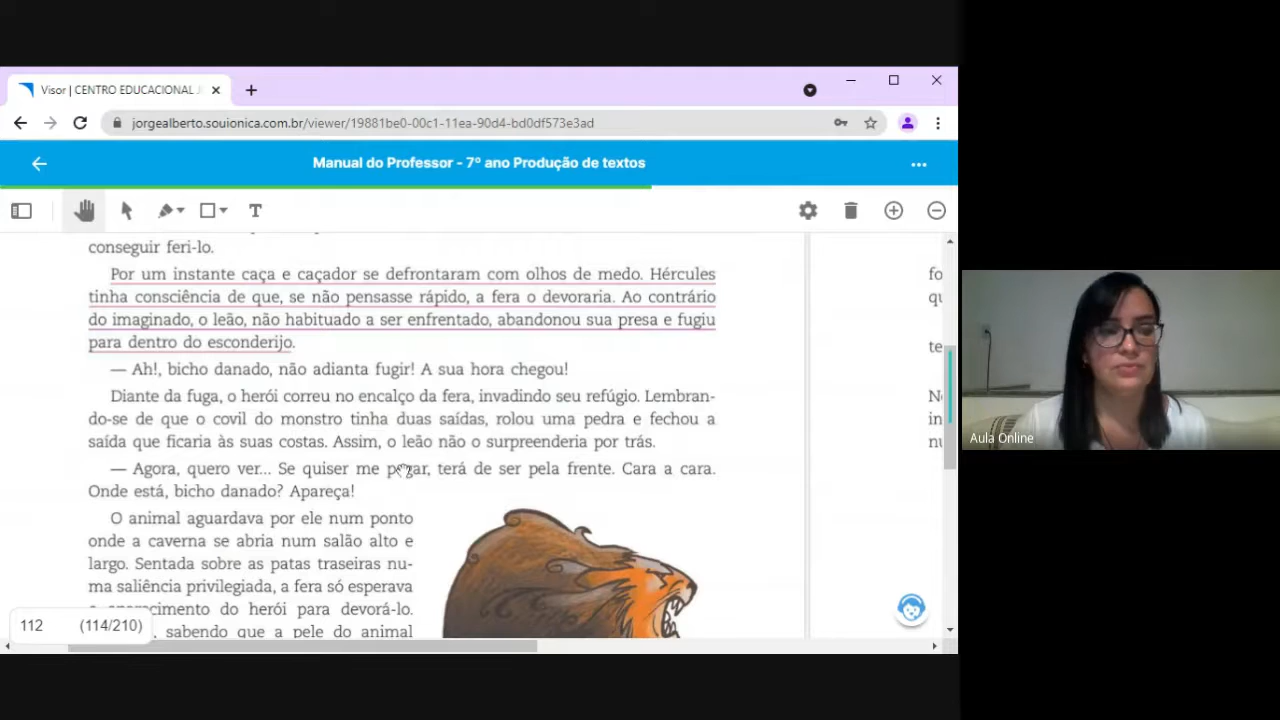 Visor | CENTRO EDUCACIONAL
jorgealberto.souionica.com.br/viewer/19881be0-00c1-11ea-90d4-bd0df573e3ad
Manual do Professor - 7º ano Produção de textos
T
conseguir feri-lo.
Por um instante caça e caçador se defrontaram com olhos de medo. Hércules
tinha consciência de que, se não pensasse rápido, a fera o devoraria. Ao contrário
do imaginado, o leão, não habituado a ser enfrentado, abandonou sua presa e fugiu
para dentro do esconderijo.
— Ah!, bicho danado, não adianta fugir! A sua hora chegou!
Diante da fuga, o herói correu no encalço da fera, invadindo seu refúgio. Lembran-
do-se de que o covil do monstro tinha duas saídas, rolou uma pedra e fechou a
saída que ficaria às suas costas. Assim, o leão não o surpreenderia por trás.
— Agora, quero ver... Se quiser me pegar, terá de ser pela frente. Cara a cara.
Onde está, bicho danado? Apareça!
O animal aguardava por ele num ponto
onde a caverna se abria num salão alto e
largo. Sentada sobre as patas traseiras nu-
ma saliência privilegiada, a fera só esperava
do herói para devorá-lo.
sabendo que a pele do animal
112 (114/210)
fo
qu
te
in
Aula Online